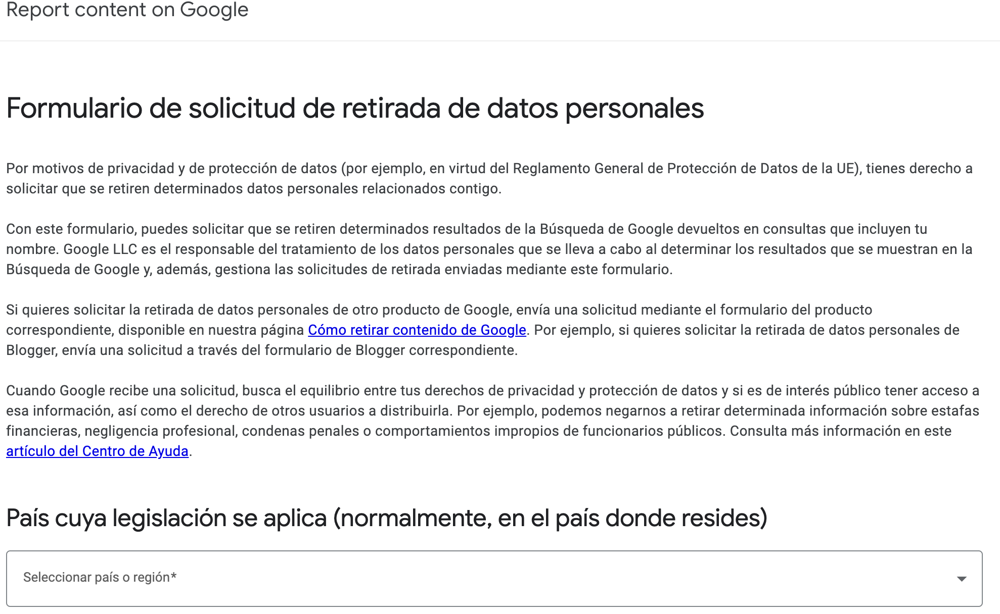 Report content on Google
Formulario de solicitud de retirada de datos personales
Por motivos de privacidad y de protección de datos (por ejemplo, en virtud del Reglamento General de Protección de Datos de la UE), tienes derecho a
solicitar que se retiren determinados datos personales relacionados contigo.
Con este formulario, puedes solicitar que se retiren determinados resultados de la Búsqueda de Google devueltos en consultas que incluyen tu
nombre. Google LLC es el responsable del tratamiento de los datos personales que se lleva a cabo al determinar los resultados que se muestran en la
Búsqueda de Google y, además, gestiona las solicitudes de retirada enviadas mediante este formulario.
Si quieres solicitar la retirada de datos personales de otro producto de Google, envía una solicitud mediante el formulario del producto
correspondiente, disponible en nuestra página Cómo retirar contenido de Google. Por ejemplo, si quieres solicitar la retirada de datos personales de
Blogger, envía una solicitud a través del formulario de Blogger correspondiente.
Cuando Google recibe una solicitud, busca el equilibrio entre tus derechos de privacidad y protección de datos y si es de interés público tener acceso a
esa información, así como el derecho de otros usuarios a distribuirla. Por ejemplo, podemos negarnos a retirar determinada información sobre estafas
financieras, negligencia profesional, condenas penales o comportamientos impropios de funcionarios públicos. Consulta más información en este
artículo del Centro de Ayuda.
País cuya legislación se aplica (normalmente, en el país donde resides)
Seleccionar país o región*